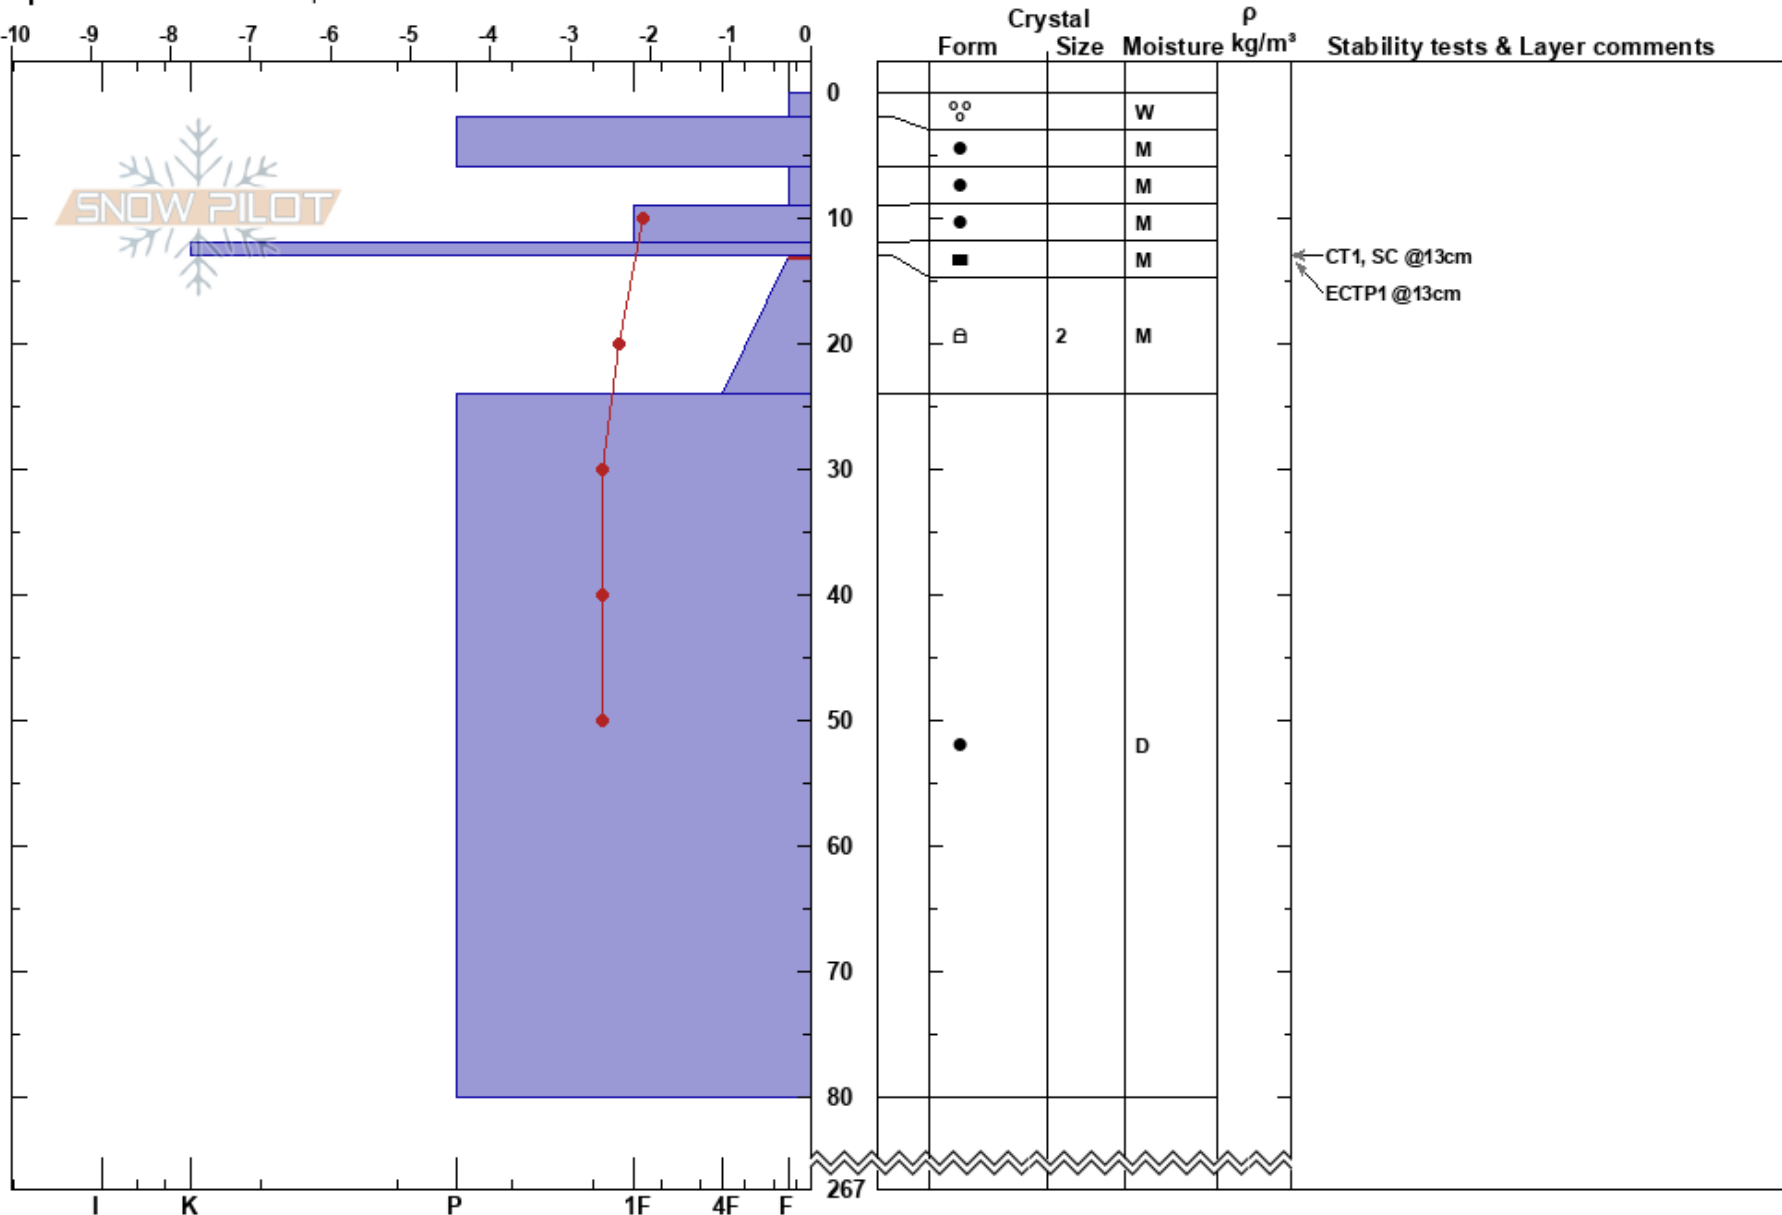 Crystal ρ
-10 -9 -8 -7 -6 -5 -4 -3 -2 -1 0 Form Size Moisture kg/m³ Stability tests & Layer comments
0
W
M
M
SNOW PILOT
10 M
M CT1, SC @13cm
ECTP1 @13cm
20 2 M
30
40
50
D
60
70
80
267
I K P 1F 4F F